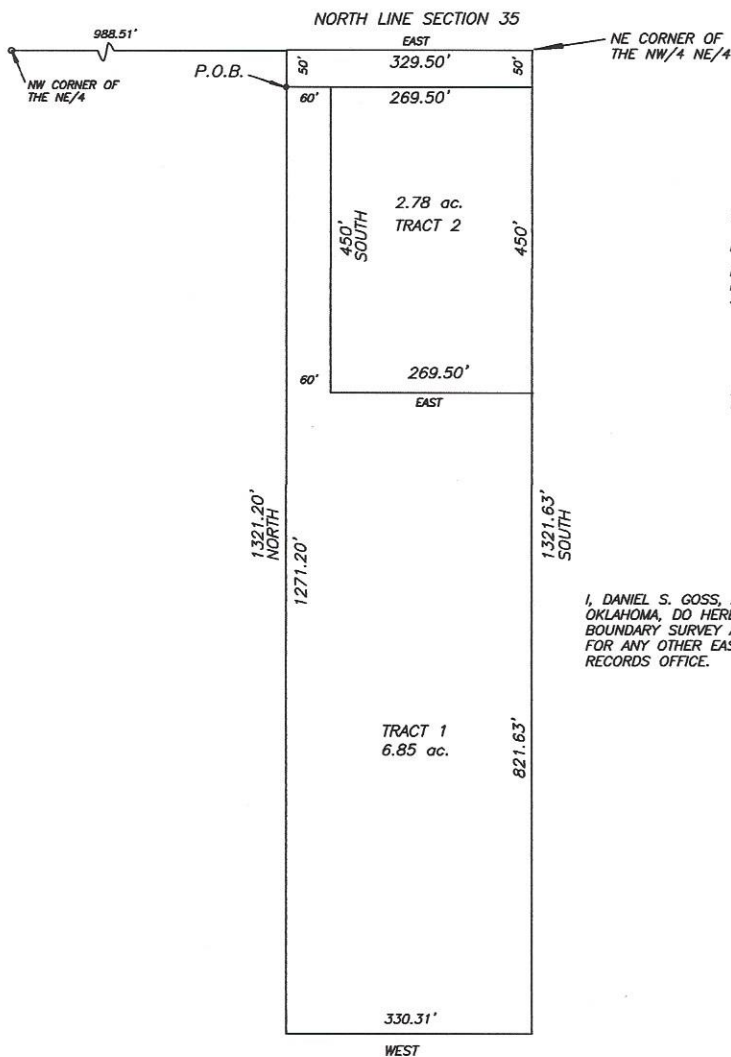 NORTH LINE SECTION 35
988.51'
EAST
329.50'
50'
50'
NE CORNER OF
THE NW/4 NE/4
NW CORNER OF
THE NE/4
P.O.B.
60'
269.50'
2.78 ac.
TRACT 2
450'
SOUTH
450'
60'
269.50'
EAST
1321.20'
NORTH
1271.20'
1321.63'
SOUTH
I, DANIEL S. GOSS,
OKLAHOMA, DO HERE
BOUNDARY SURVEY
FOR ANY OTHER EAS
RECORDS OFFICE.
TRACT 1
6.85 ac.
821.63'
330.31'
WEST